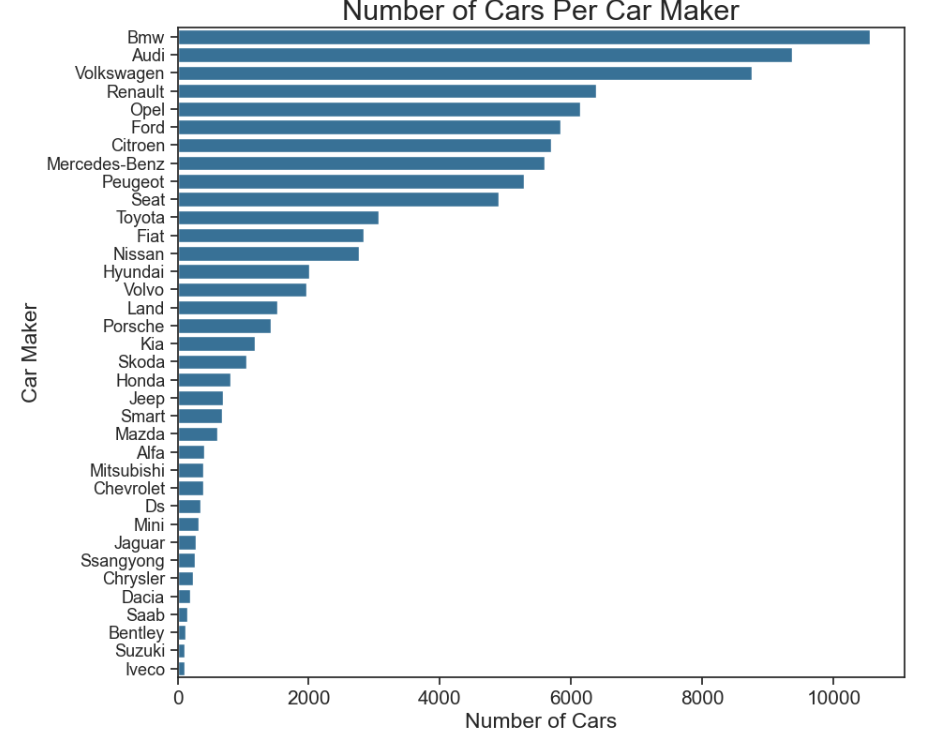 Number of Cars Per Car Maker
Bmw
Audi
Volkswagen
Renault
Opel
Ford
Citroen
Mercedes-Benz
Peugeot
Seat
Toyota
Fiat
Nissan
Hyundai
Volvo
Land
Porsche
Kia
Skoda
Honda
Jeep
Smart
Mazda
Alfa
Mitsubishi
Chevrolet
Ds
Mini
Jaguar
Ssangyong
Chrysler
Dacia
Saab
Bentley
Suzuki
Iveco
Car Maker
0 2000 4000 6000 8000 10000
Number of Cars